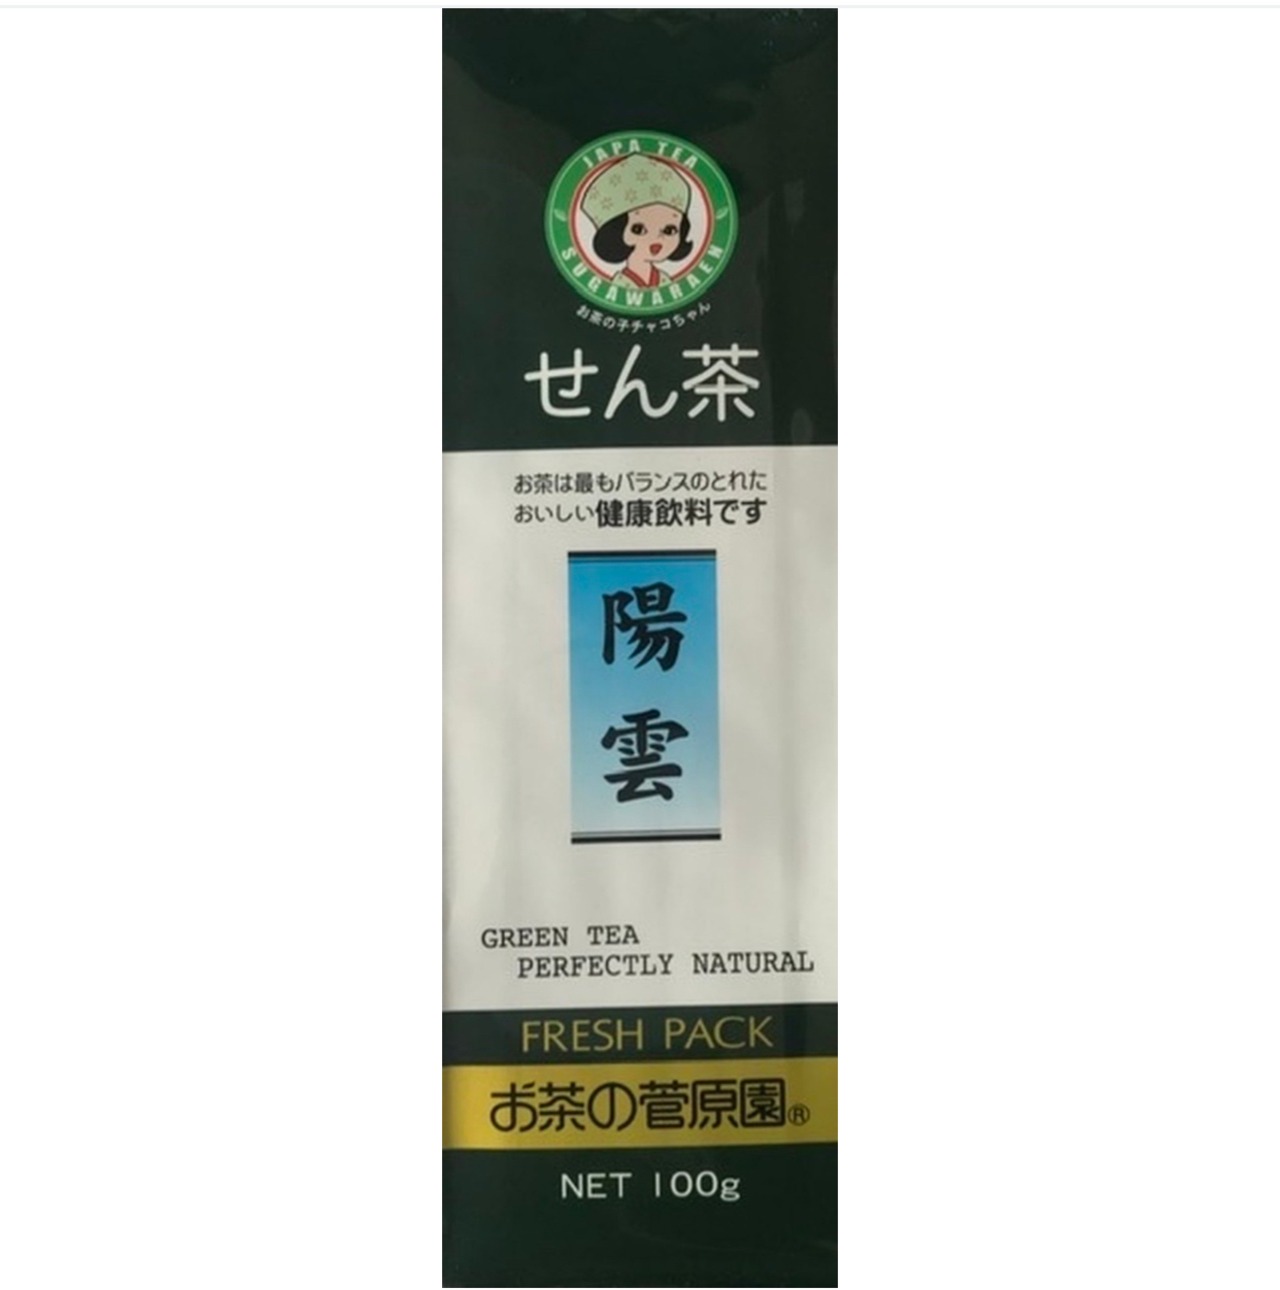 JAPA TEA
SUGAWARAEN
お茶の子チャコちゃん
せん茶
お茶は最もバランスのとれた
おいしい健康飲料です
陽
雲
GREEN TEA
PERFECTLY NATURAL
FRESH PACK
お茶の菅原園®
NET 100g